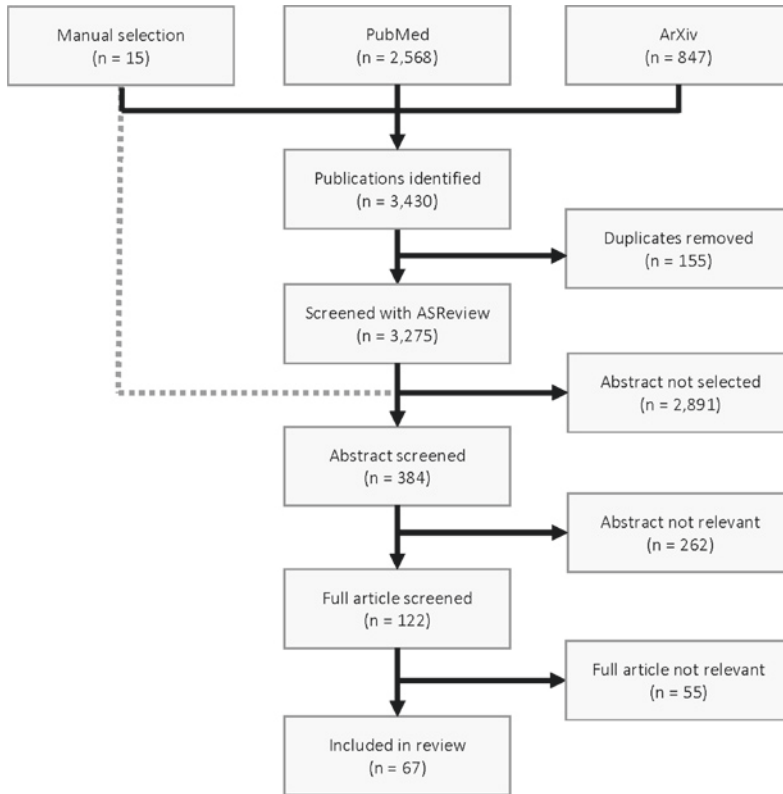 Manual selection
(n = 15)
PubMed
(n = 2,568)
ArXiv
(n = 847)
Publications identified
(n = 3,430)
Duplicates removed
(n = 155)
Screened with ASReview
(n = 3,275)
Abstract not selected
(n = 2,891)
Abstract screened
(n = 384)
Abstract not relevant
(n = 262)
Full article screened
(n = 122)
Full article not relevant
(n = 55)
Included in review
(n = 67)